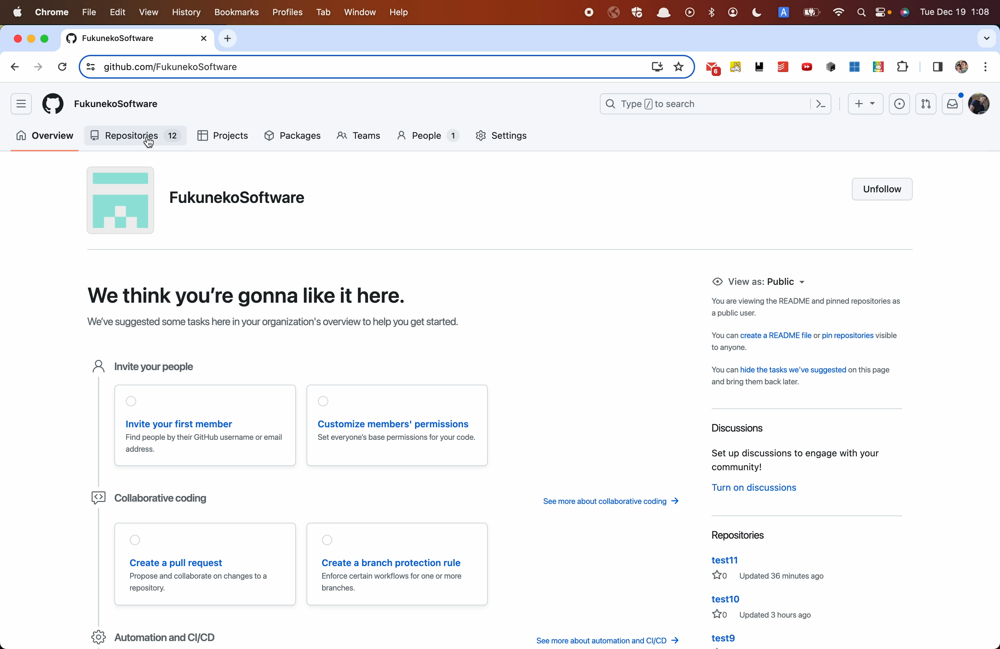 Chrome File Edit View History Bookmarks Profiles Tab Window Help A Tue Dec 19 1:08
FukunekoSoftware
github.com/FukunekoSoftware 6
FukunekoSoftware Type / to search
Overview Repositories 12 Projects Packages Teams People 1 Settings
FukunekoSoftware
Unfollow
We think you're gonna like it here.
We've suggested some tasks here in your organization's overview to help you get started.
Invite your people
Invite your first member
Find people by their GitHub username or email
address.
Customize members' permissions
Set everyone's base permissions for your code.
Collaborative coding
See more about collaborative coding →
Create a pull request
Propose and collaborate on changes to a
repository.
Create a branch protection rule
Enforce certain workflows for one or more
branches.
Automation and CI/CD
See more about automation and CI/CD →
View as: Public
You are viewing the README and pinned repositories as
a public user.
You can create a README file or pin repositories visible
to anyone.
You can hide the tasks we've suggested on this page
and bring them back later.
Discussions
Set up discussions to engage with your
community!
Turn on discussions
Repositories
test11
0 Updated 36 minutes ago
test10
0 Updated 3 hours ago
test9